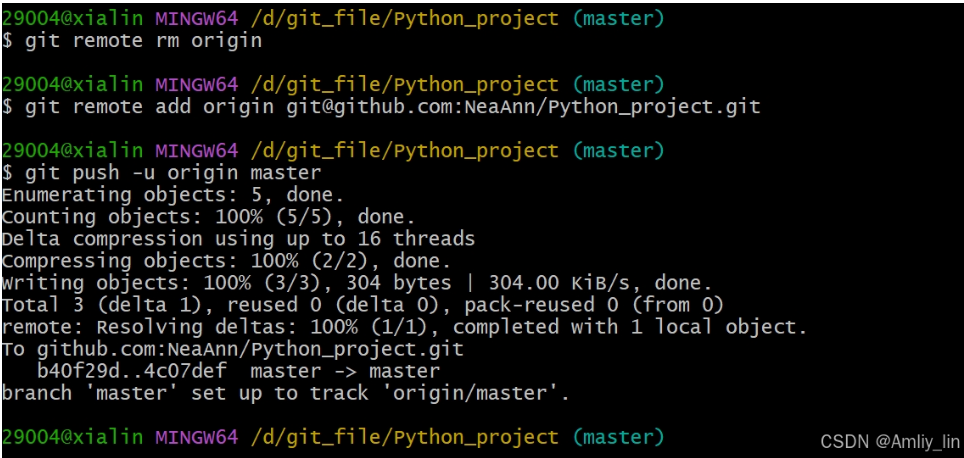 29004@xialin MINGW64 /d/git_file/Python_project (master)
$ git remote rm origin
29004@xialin MINGW64 /d/git_file/Python_project (master)
$ git remote add origin git@github.com:NeaAnn/Python_project.git
29004@xialin MINGW64 /d/git_file/Python_project (master)
$ git push -u origin master
Enumerating objects: 5, done.
Counting objects: 100% (5/5), done.
Delta compression using up to 16 threads
Compressing objects: 100% (2/2), done.
Writing objects: 100% (3/3), 304 bytes | 304.00 KiB/s, done.
Total 3 (delta 1), reused 0 (delta 0), pack-reused 0 (from 0)
remote: Resolving deltas: 100% (1/1), completed with 1 local object.
To github.com:NeaAnn/Python_project.git
   b40f29d..4c07def  master -> master
branch 'master' set up to track 'origin/master'.
29004@xialin MINGW64 /d/git_file/Python_project (master)
CSDN @Amliy_lin